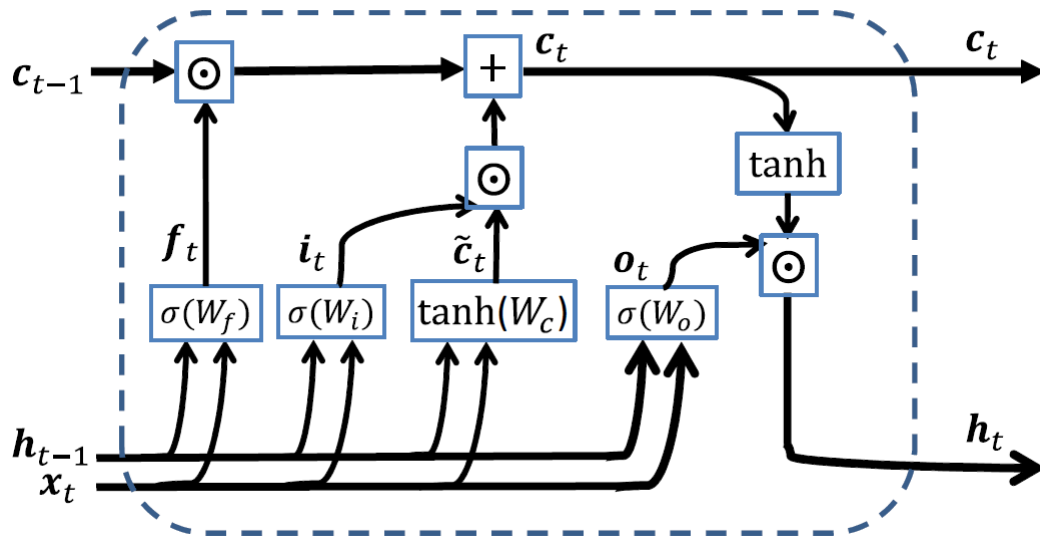 c_t c_t
c_{t-1} ⊙ +
tanh
⊙
f_t i_t c̃_t o_t ⊙
σ(W_f) σ(W_i) tanh(W_c) σ(W_o)
h_{t-1} h_t
x_t